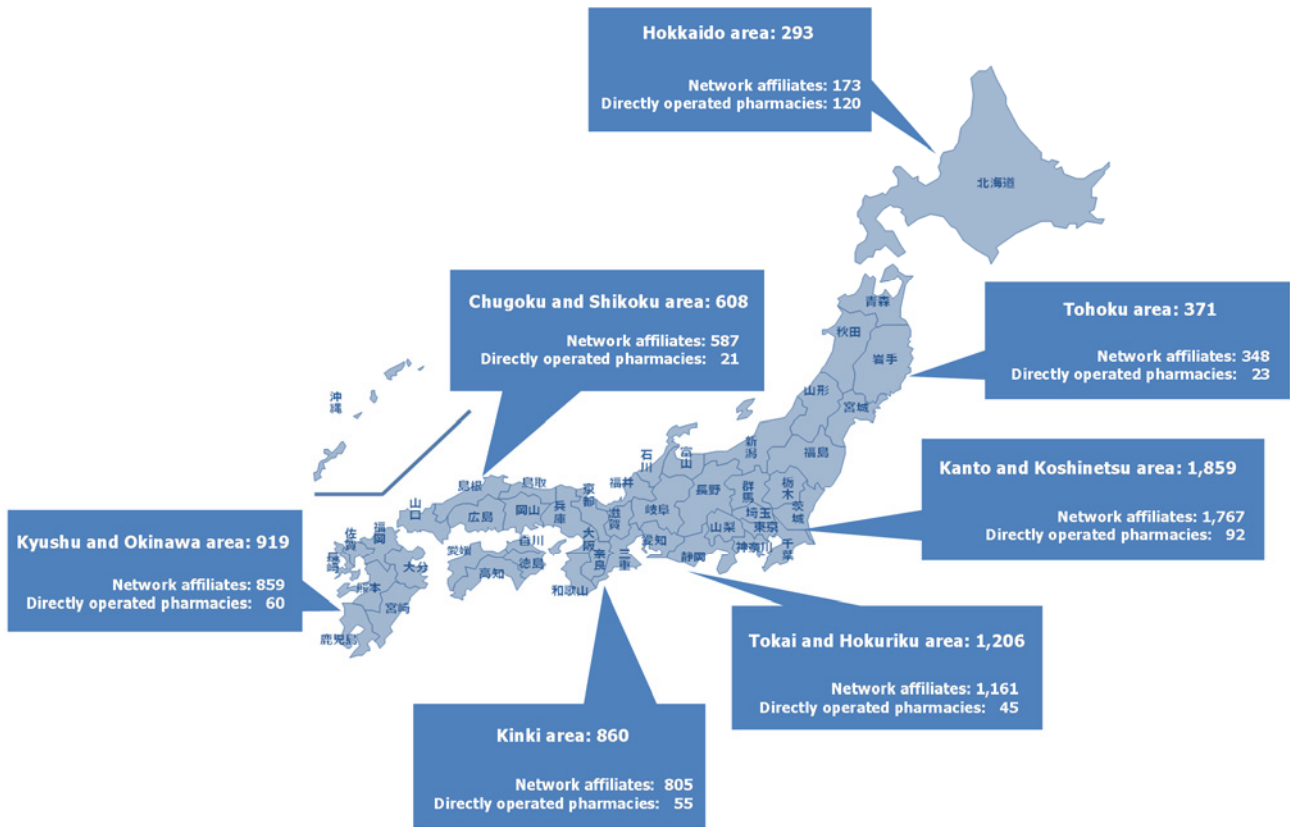 Hokkaido area: 293
Network affiliates: 173
Directly operated pharmacies: 120
北海道
Chugoku and Shikoku area: 608
Network affiliates: 587
Directly operated pharmacies: 21
Tohoku area: 371
Network affiliates: 348
Directly operated pharmacies: 23
青森
秋田
岩手
山形
宮城
福島
沖縄
Kanto and Koshinetsu area: 1,859
Network affiliates: 1,767
Directly operated pharmacies: 92
新潟
富山
石川
福井
長野
群馬
栃木
茨城
埼玉
東京
山梨
神奈川
千葉
岐阜
愛知
静岡
滋賀
京都
兵庫
大阪
奈良
三重
和歌山
鳥取
島根
岡山
広島
山口
香川
徳島
愛媛
高知
福岡
佐賀
長崎
大分
熊本
宮崎
鹿児島
Kyushu and Okinawa area: 919
Network affiliates: 859
Directly operated pharmacies: 60
Tokai and Hokuriku area: 1,206
Network affiliates: 1,161
Directly operated pharmacies: 45
Kinki area: 860
Network affiliates: 805
Directly operated pharmacies: 55